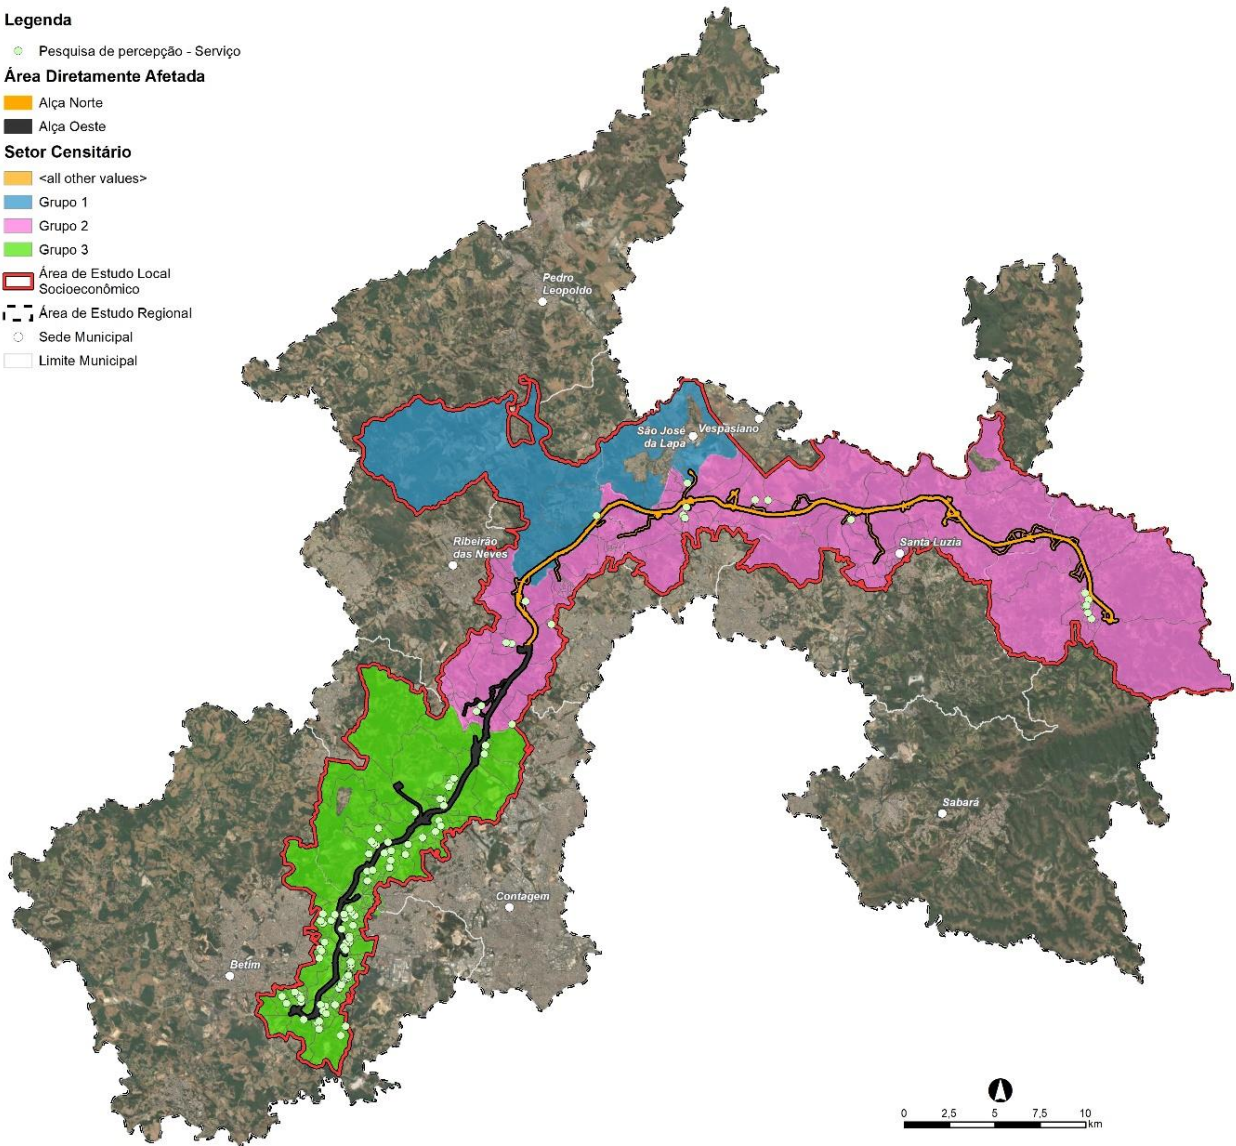 Legenda
Pesquisa de percepção - Serviço
Área Diretamente Afetada
Alça Norte
Alça Oeste
Setor Censitário
<all other values>
Grupo 1
Grupo 2
Grupo 3
Área de Estudo Local
Socioeconômico
Área de Estudo Regional
Sede Municipal
Limite Municipal
Pedro
Leopoldo
São José
da Lapa
Vespasiano
Ribeirão
das Neves
Santa Luzia
Sabará
Contagem
Betim
0 2,5 5 7,5 10
km